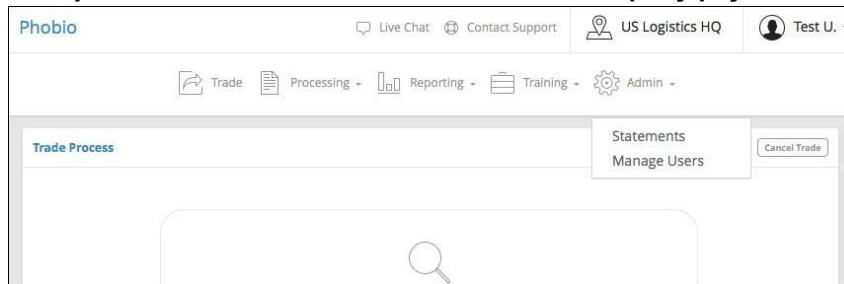 Phobio Live Chat Contact Support US Logistics HQ Test U.
Trade Processing Reporting Training Admin
Statements
Manage Users
Trade Process Cancel Trade